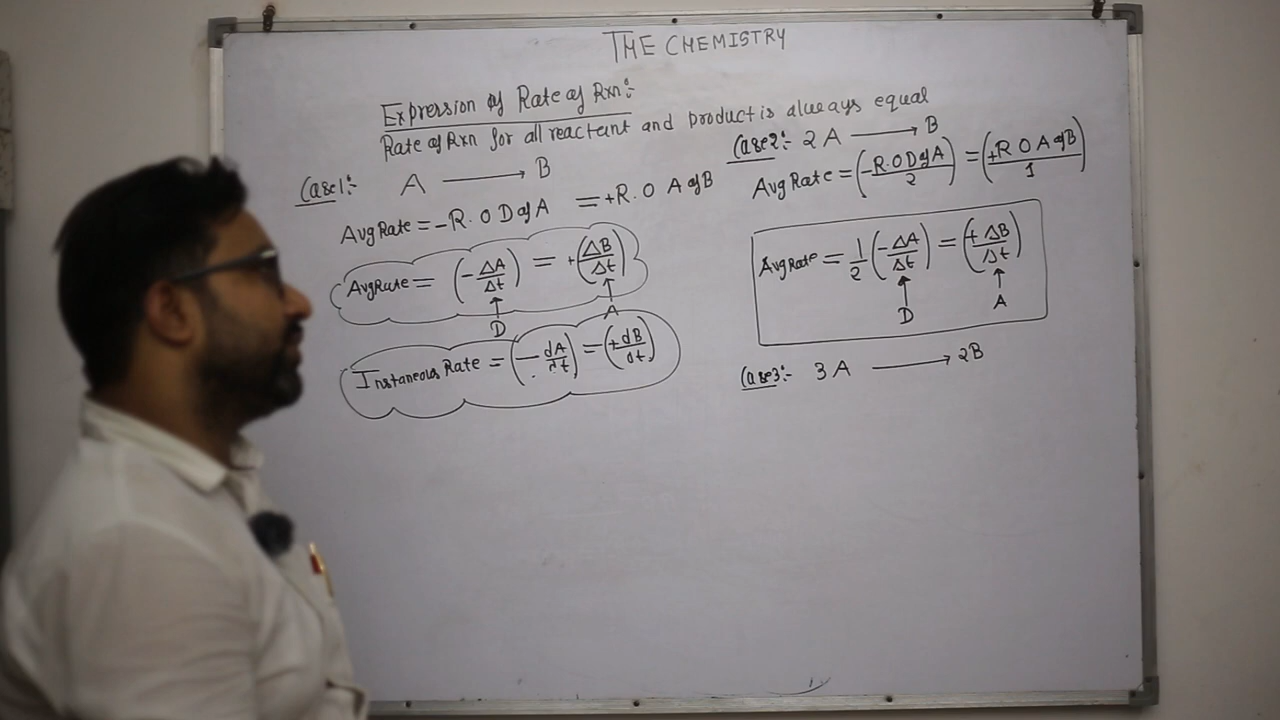 THE CHEMISTRY
Expression of Rate of Rxn:-
Rate of Rxn for all reactant and product is always equal
Case1:- A ⟶ B
Avg Rate = -R.O D of A = +R.O A of B
AvgRate = (-ΔA/Δt) = +(ΔB/Δt)
D A
Instaneous Rate = (-dA/dt) = (+dB/dt)
Case2:- 2A ⟶ B
Avg Rate = (-R.O D of A/2) = (+R O A of B/1)
AvgRate = 1/2 (-ΔA/Δt) = (+ΔB/Δt)
D A
Case3:- 3A ⟶ 2B